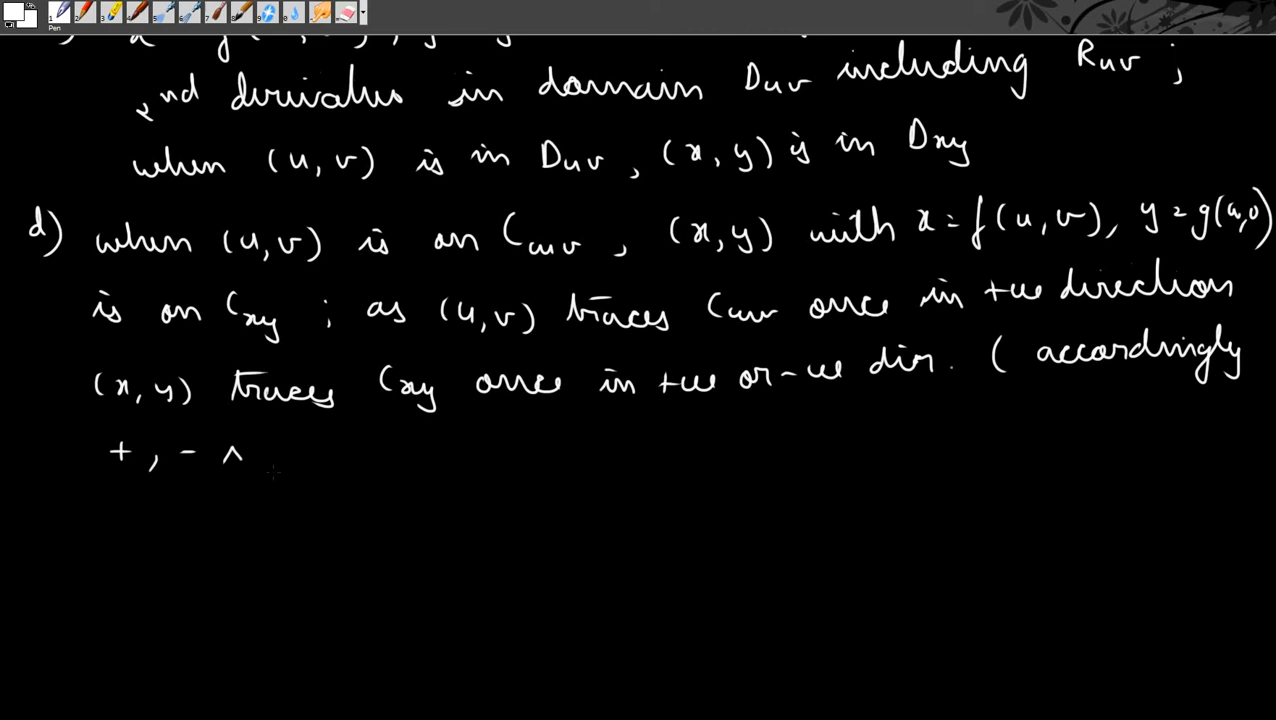 2nd derivatives in domain Duv including Ruv ;
when (u, v) is in Duv , (x, y) is in Dxy
d) when (u, v) is on Cuv , (x, y) with x = f(u, v), y = g(u, v)
is on Cxy ; as (u, v) traces Cuv once in +ve direction
(x, y) traces Cxy once in +ve or -ve dir. ( accordingly
+ , - ^